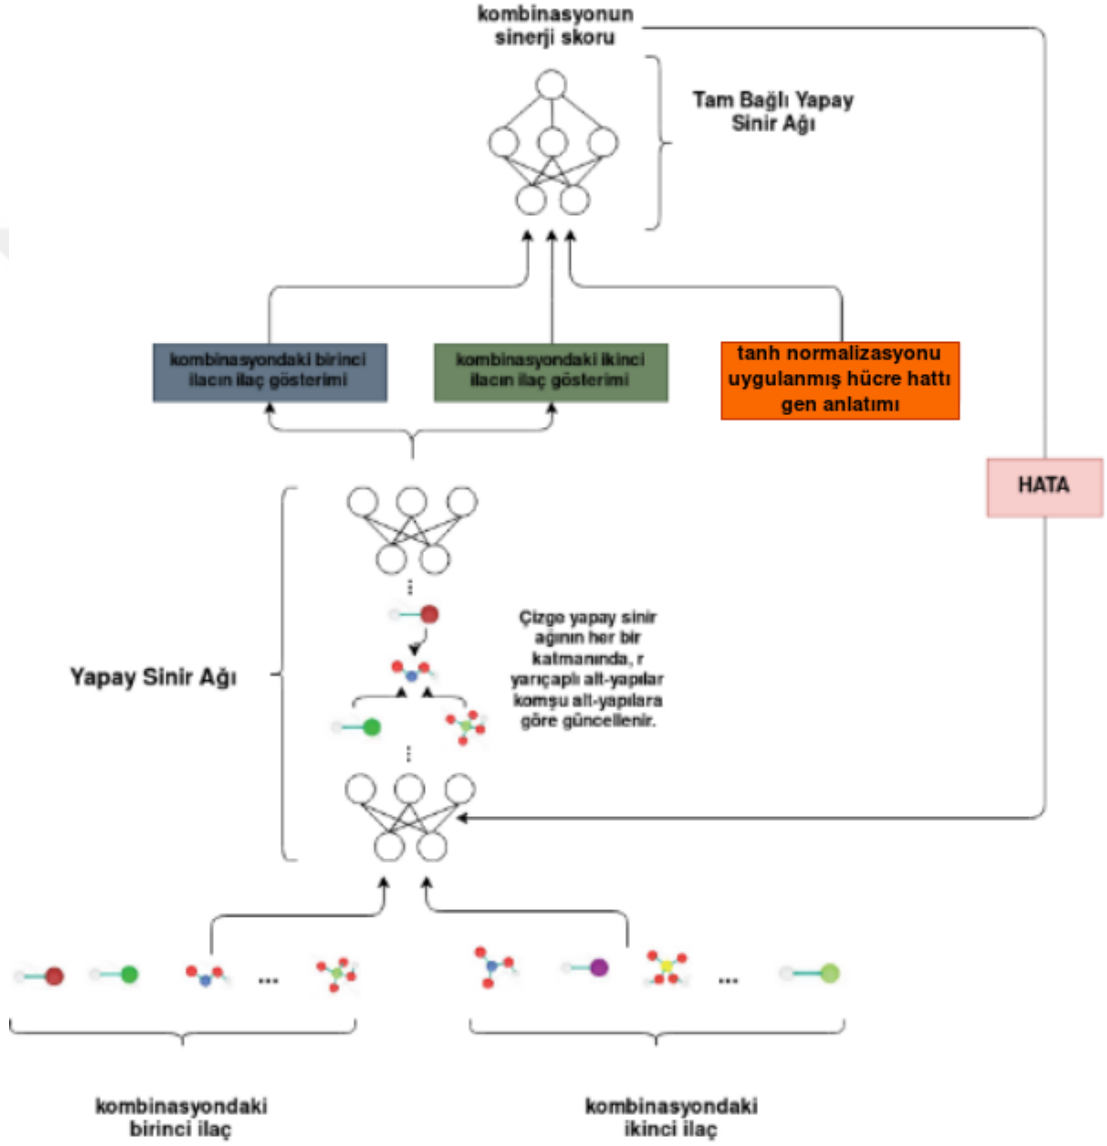 kombinasyonun
sinerji skoru
Tam Bağlı Yapay
Sinir Ağı
kombinasyondaki birinci
ilacın ilaç gösterimi
kombinasyondaki ikinci
ilacın ilaç gösterimi
tanh normalizasyonu
uygulanmış hücre hattı
gen anlatımı
HATA
Yapay Sinir Ağı
Çizge yapay sinir
ağının her bir
katmanında, r
yarıçaplı alt-yapılar
komşu alt-yapılara
göre güncellenir.
kombinasyondaki
birinci ilaç
kombinasyondaki
ikinci ilaç